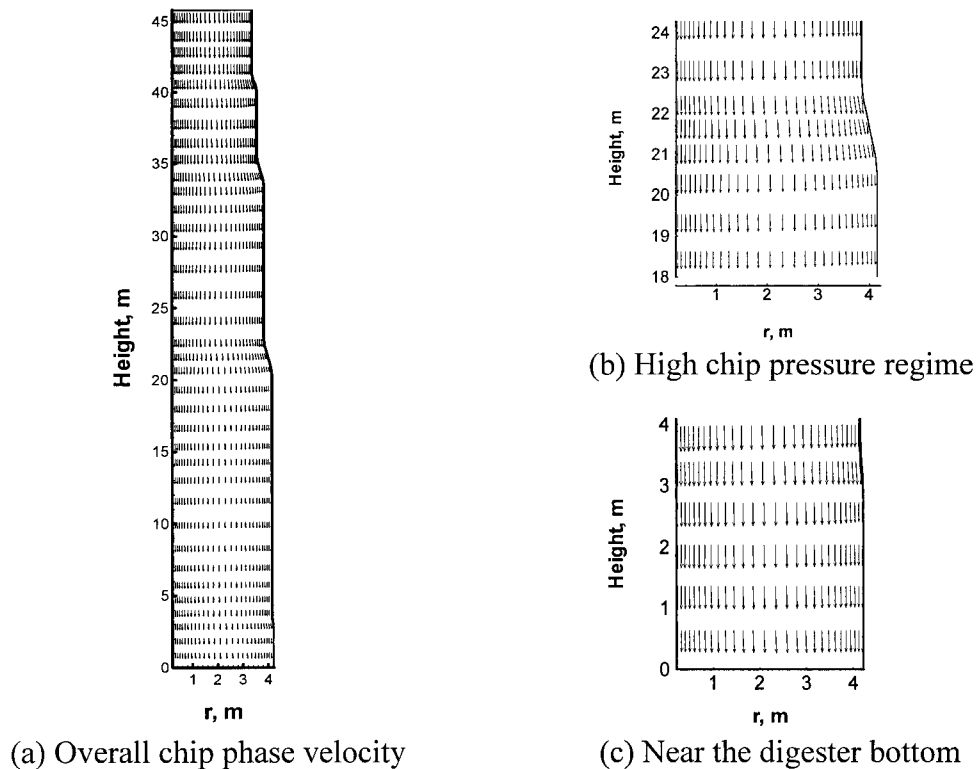 45
40
35
30
25
20
15
10
5
0
Height, m
1 2 3 4
r, m
(a) Overall chip phase velocity
24
23
22
21
20
19
18
Height, m
1 2 3 4
r, m
(b) High chip pressure regime
4
3
2
1
0
Height, m
1 2 3 4
r, m
(c) Near the digester bottom